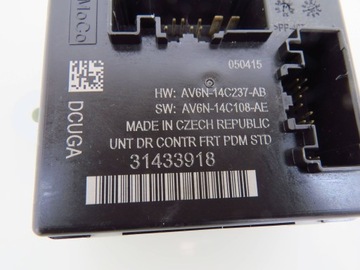 MoCo
DCUGA
050415
HW: AV6N-14C237-AB
SW: AV6N-14C108-AE
MADE IN CZECH REPUBLIC
UNT DR CONTR FRT PDM STD
31433918